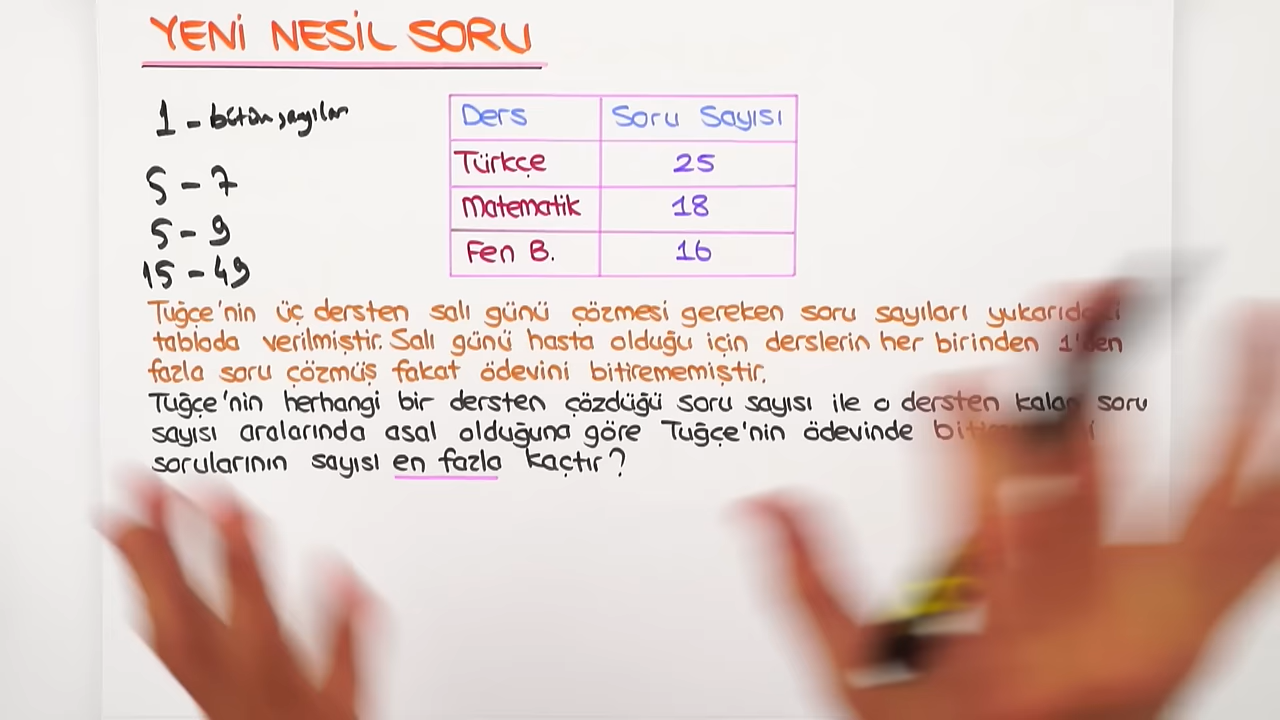 YENİ NESİL SORU
1 - bütün sayılar
5 - 7
5 - 9
15 - 49
Ders Soru Sayısı
Türkçe 25
Matematik 18
Fen B. 16
Tuğçe'nin üç dersten salı günü çözmesi gereken soru sayıları
tabloda verilmiştir. Salı günü hasta olduğu için derslerin her birinden 1'den
fazla soru çözmüş fakat ödevini bitirememiştir.
Tuğçe'nin herhangi bir dersten çözdüğü soru sayısı ile o dersten kalan soru
sayısı aralarında asal olduğuna göre Tuğçe'nin ödevinde
sorularının sayısı en fazla kaçtır?